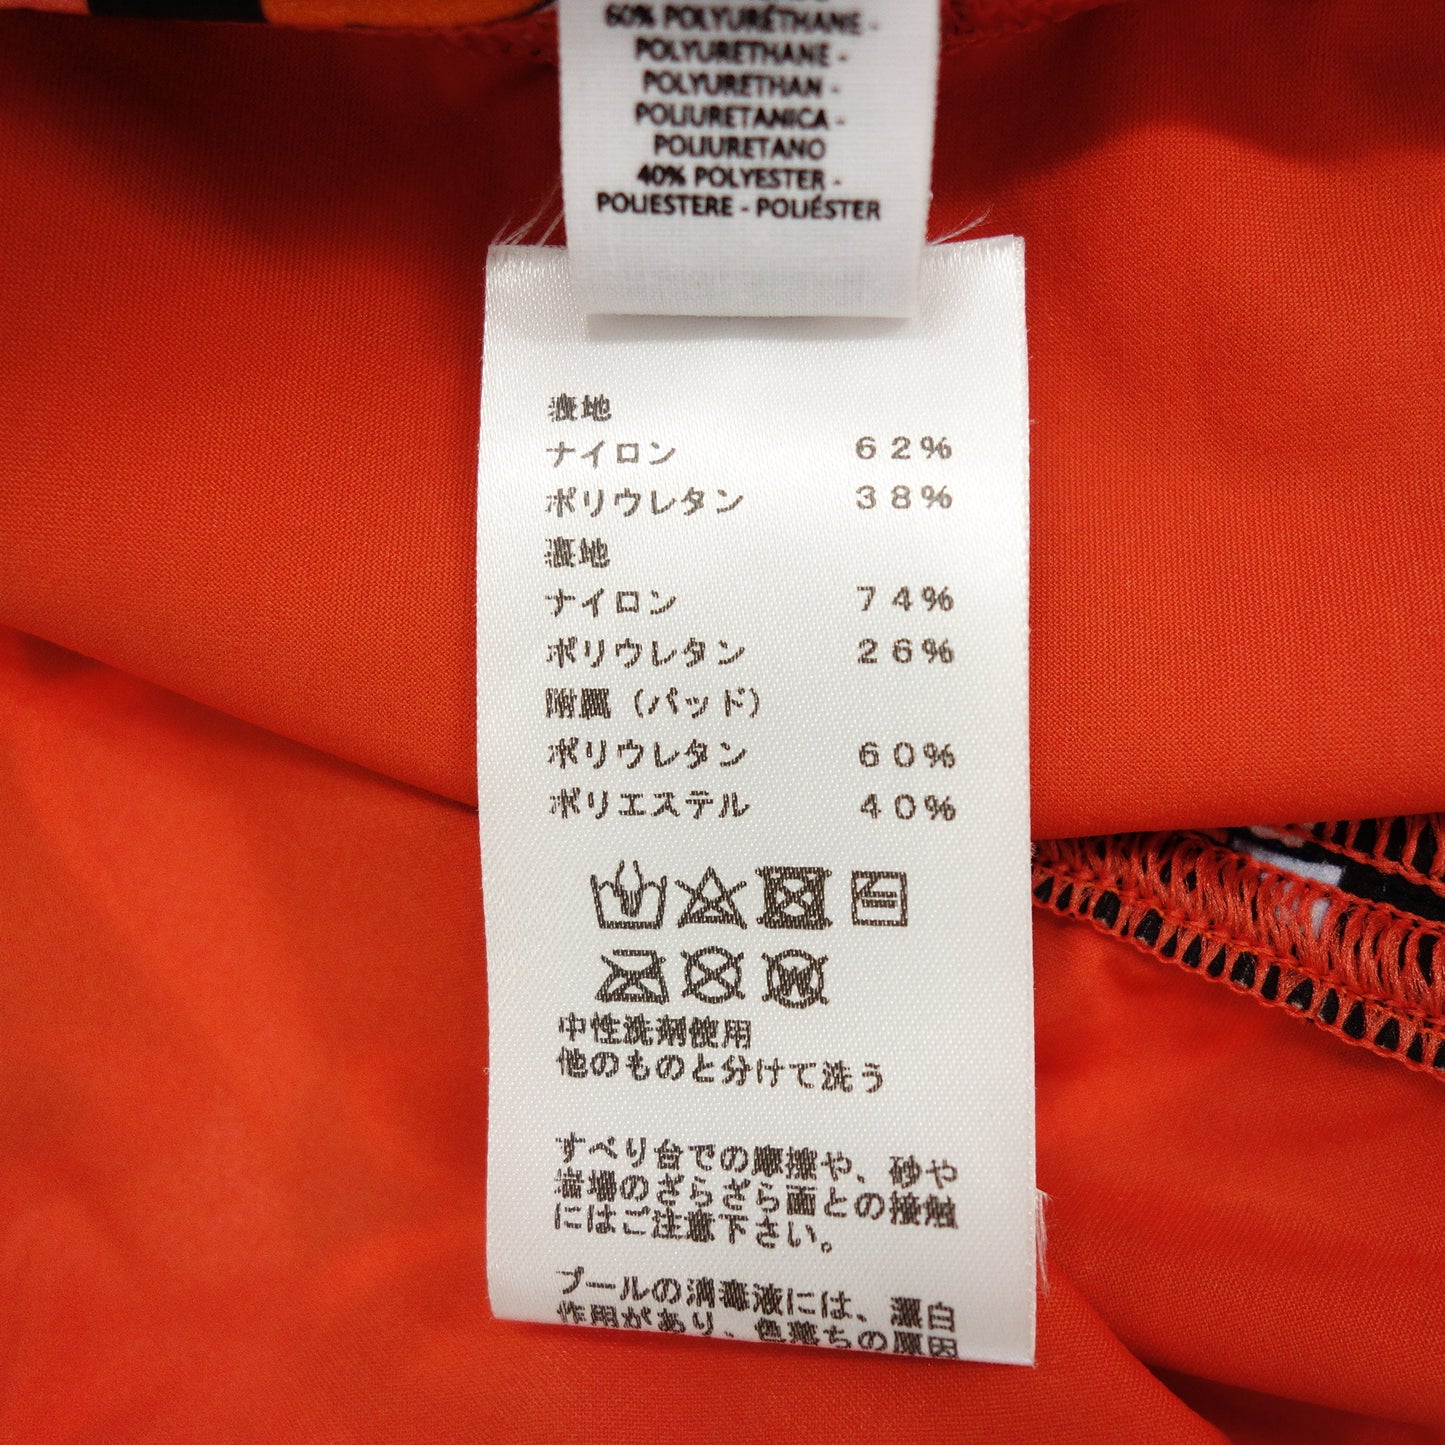 60% POLYURÉTHANE -
POLYURETHANE -
POLYURETHAN -
POLIURETANICA -
POLIURETANO
40% POLYESTER -
POLIESTERE - POLIÉSTER
表地
ナイロン 62%
ポリウレタン 38%
裏地
ナイロン 74%
ポリウレタン 26%
附属（パッド）
ポリウレタン 60%
ポリエステル 40%
中性洗剤使用
他のものと分けて洗う
すべり台での摩擦や、砂や
岩場のざらざら面との接触
にはご注意下さい。
プールの消毒液には、漂白
作用があり、色落ちの原因